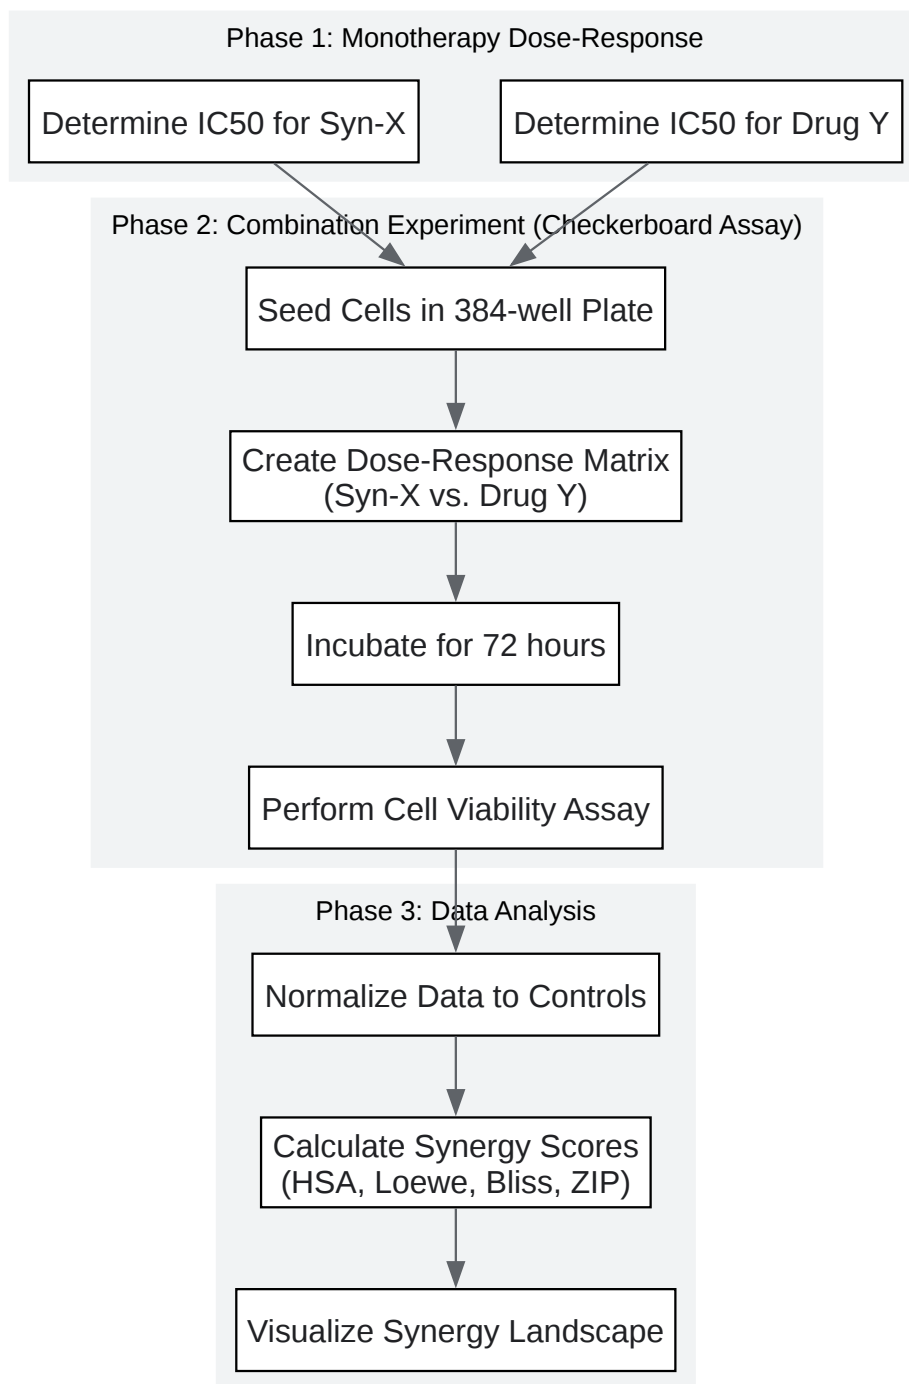 Phase 1: Monotherapy Dose-Response
Determine IC50 for Syn-X
Determine IC50 for Drug Y
Phase 2: Combination Experiment (Checkerboard Assay)
Seed Cells in 384-well Plate
Create Dose-Response Matrix
(Syn-X vs. Drug Y)
Incubate for 72 hours
Perform Cell Viability Assay
Phase 3: Data Analysis
Normalize Data to Controls
Calculate Synergy Scores
(HSA, Loewe, Bliss, ZIP)
Visualize Synergy Landscape